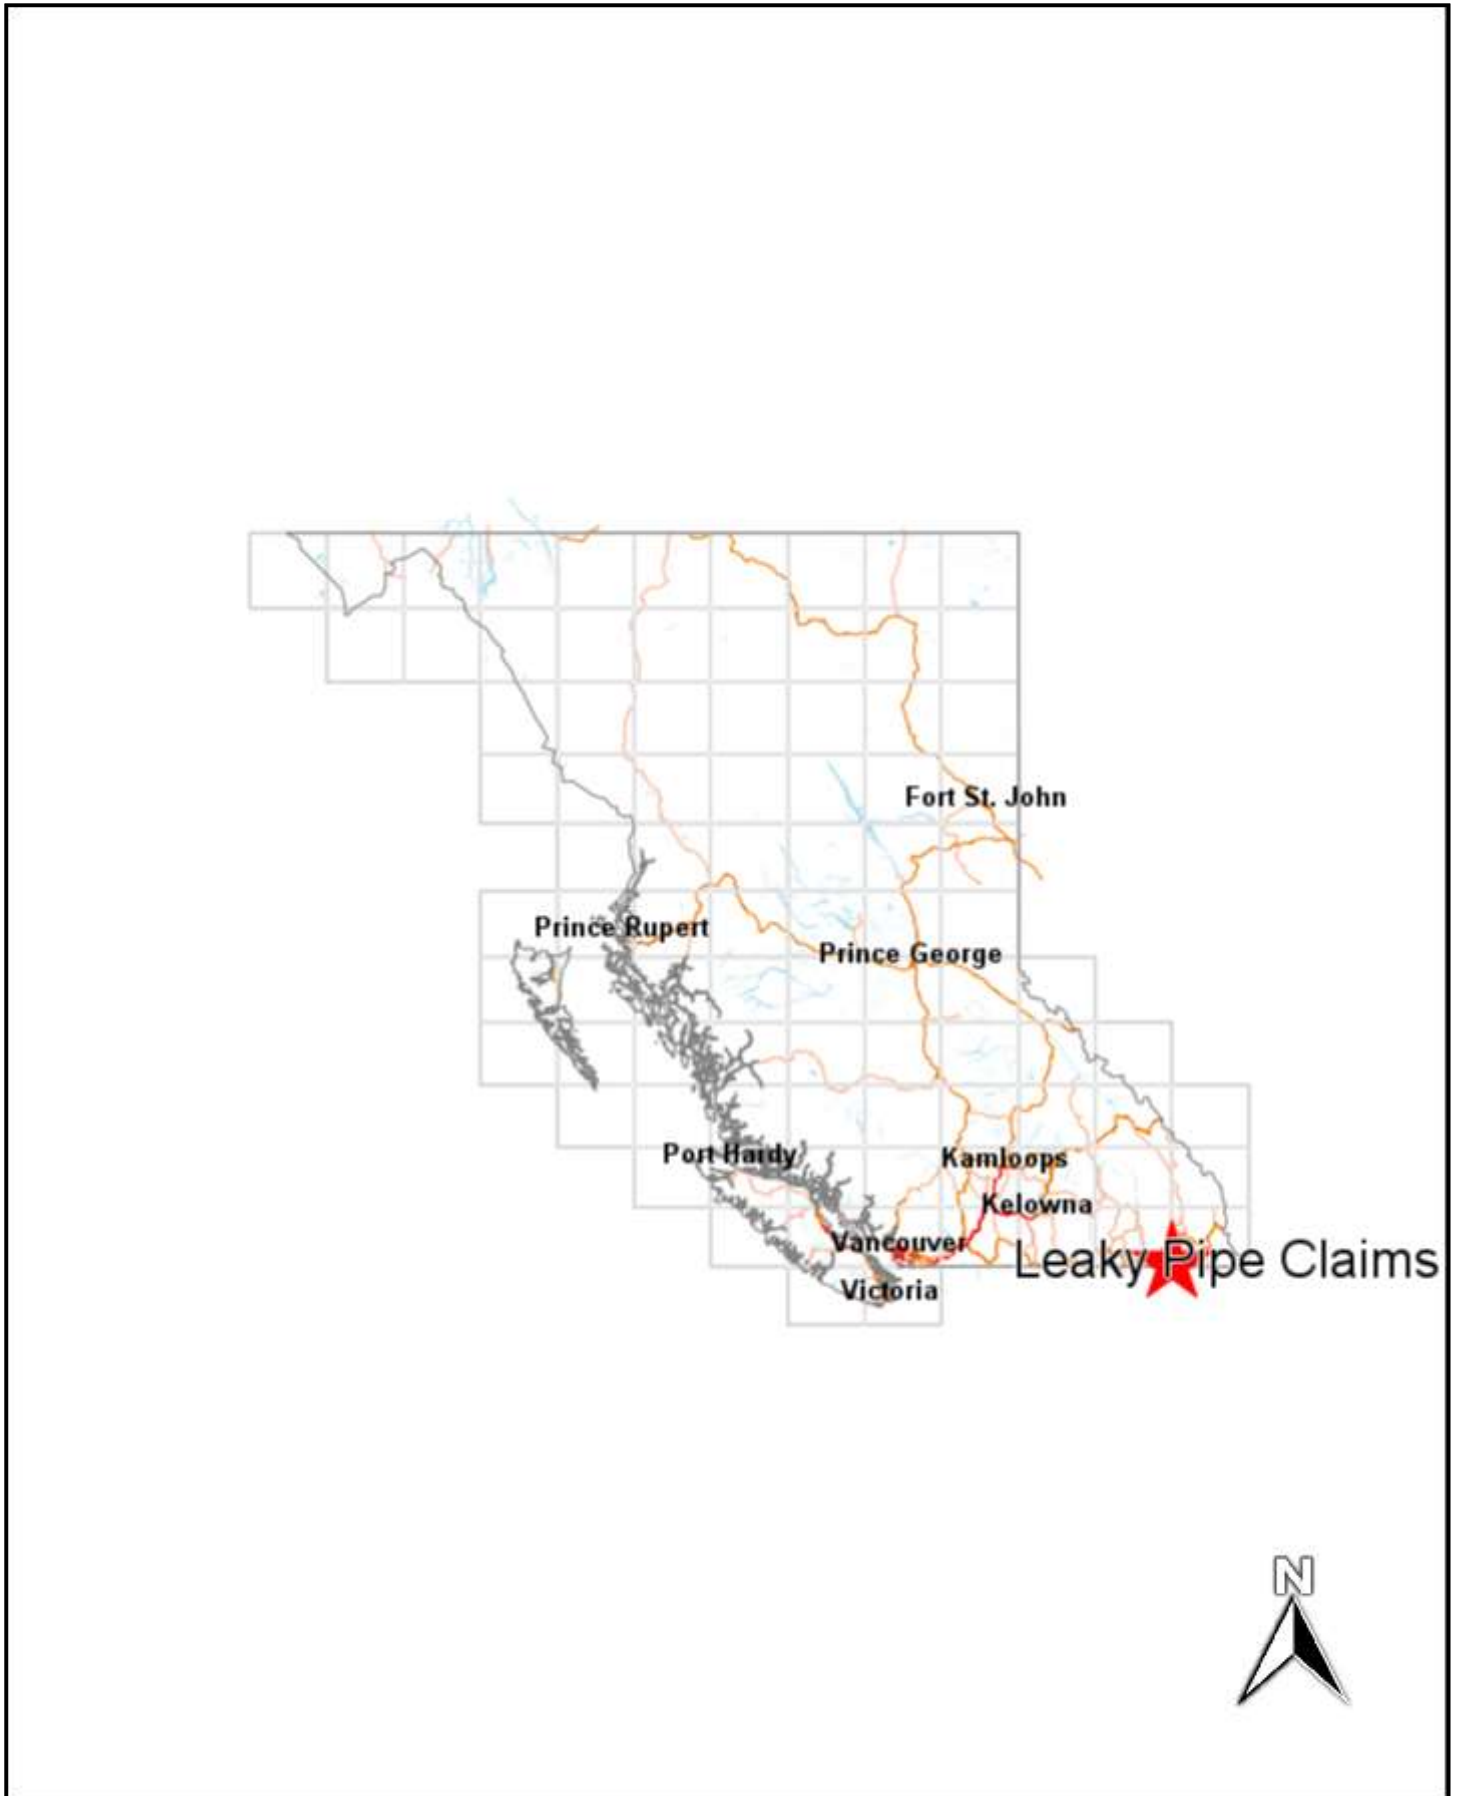 Fort St. John
Prince Rupert
Prince George
Port Hardy
Kamloops
Kelowna
Vancouver
Leaky Pipe Claims
Victoria
N